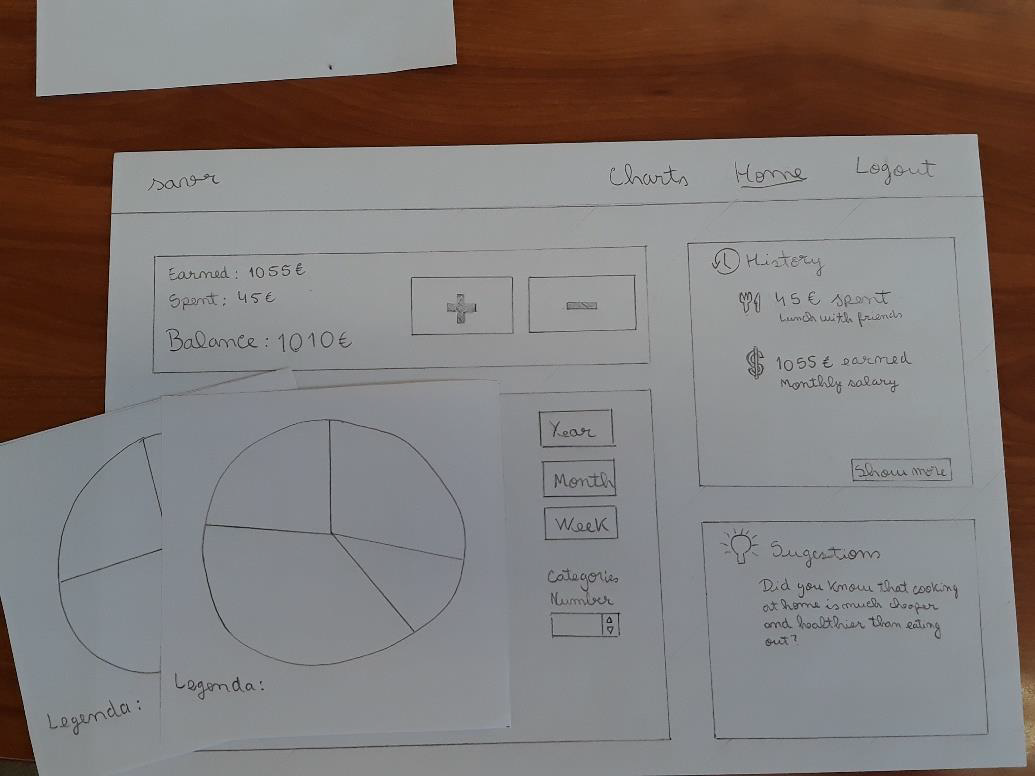 savr
Charts Home Logout
Earned: 1055€
Spent: 45€
Balance: 1010€
+
-
History
45€ spent
Lunch with friends
$ 1055€ earned
Monthly salary
Show more
Year
Month
Week
Categories
Number
Sugestions
Did you know that cooking
at home is much cheaper
and healthier than eating
out?
Legenda:
Legenda: